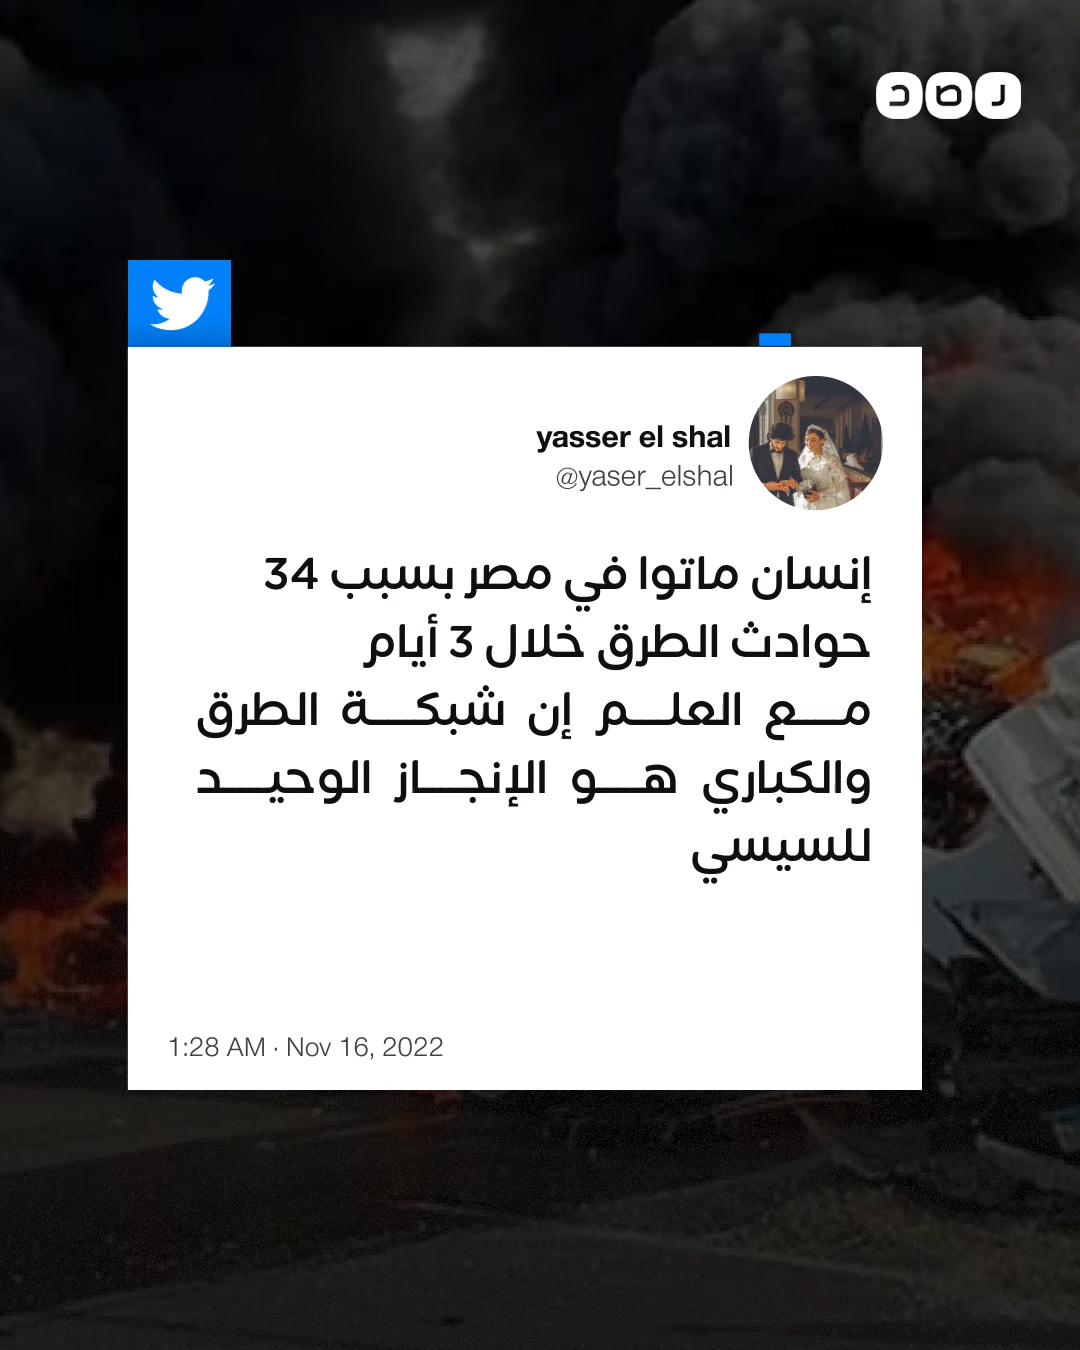 رصد
yasser el shal
@yaser_elshal
إنسان ماتوا في مصر بسبب 34
حوادث الطرق خلال 3 أيام
مـــع العلـــم إن شبكـــة الطرق
والكباري هـــو الإنجـــاز الوحيـــد
للسيسي
1:28 AM · Nov 16, 2022